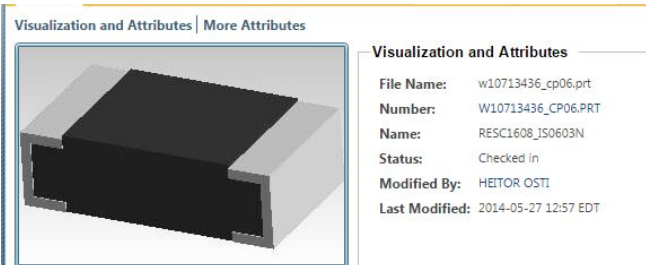 Visualization and Attributes | More Attributes
Visualization and Attributes
File Name: w10713436_cp06.prt
Number: W10713436_CP06.PRT
Name: RESC1608_IS0603N
Status: Checked in
Modified By: HEITOR OSTI
Last Modified: 2014-05-27 12:57 EDT